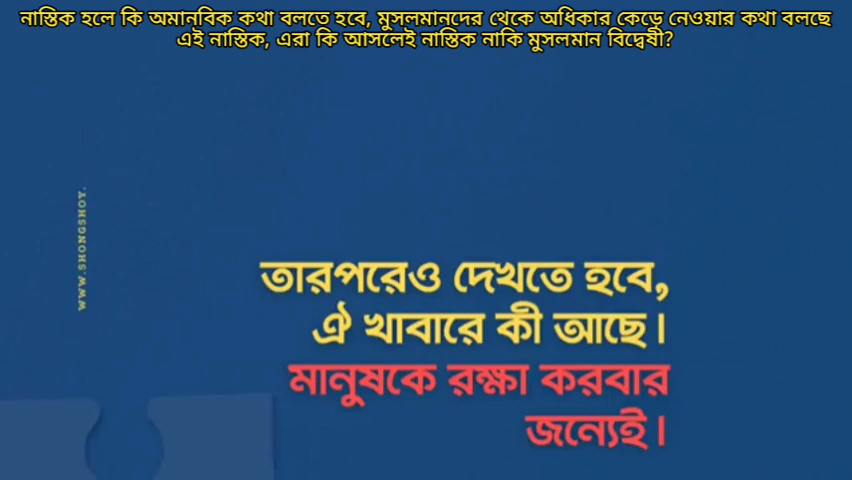 নাস্তিক হলে কি অমানবিক কথা বলতে হবে, মুসলমানদের থেকে অধিকার কেড়ে নেওয়ার কথা বলছে
এই নাস্তিক, এরা কি আসলেই নাস্তিক নাকি মুসলমান বিদ্বেষী?
WWW.SHONGSHOY.
তারপরেও দেখতে হবে,
ঐ খাবারে কী আছে।
মানুষকে রক্ষা করবার
জন্যেই।